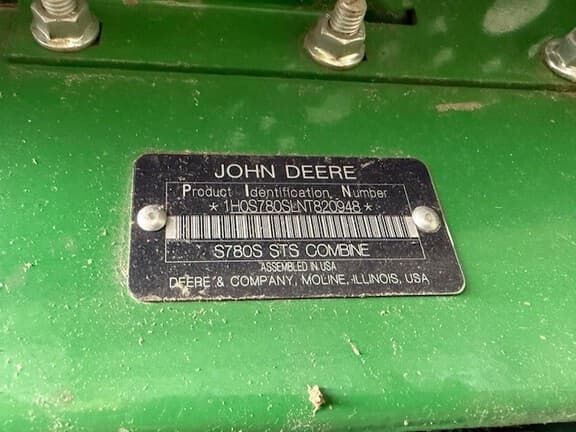 JOHN DEERE
Product Identification Number
*1H0S780SLNT820948*
S780S STS COMBINE
ASSEMBLED IN USA
DEERE & COMPANY, MOLINE, ILLINOIS, USA